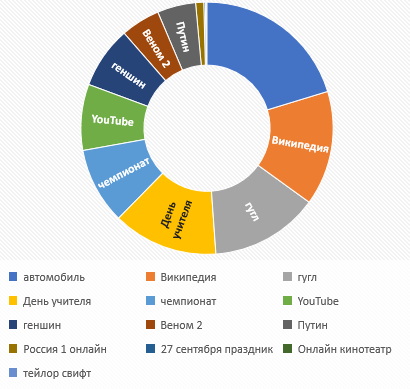 Путин
Веном 2
геншин
YouTube
Википедия
чемпионат
День
учителя
гугл
автомобиль
Википедия
гугл
День учителя
чемпионат
YouTube
геншин
Веном 2
Путин
Россия 1 онлайн
27 сентября праздник
Онлайн кинотеатр
тейлор свифт